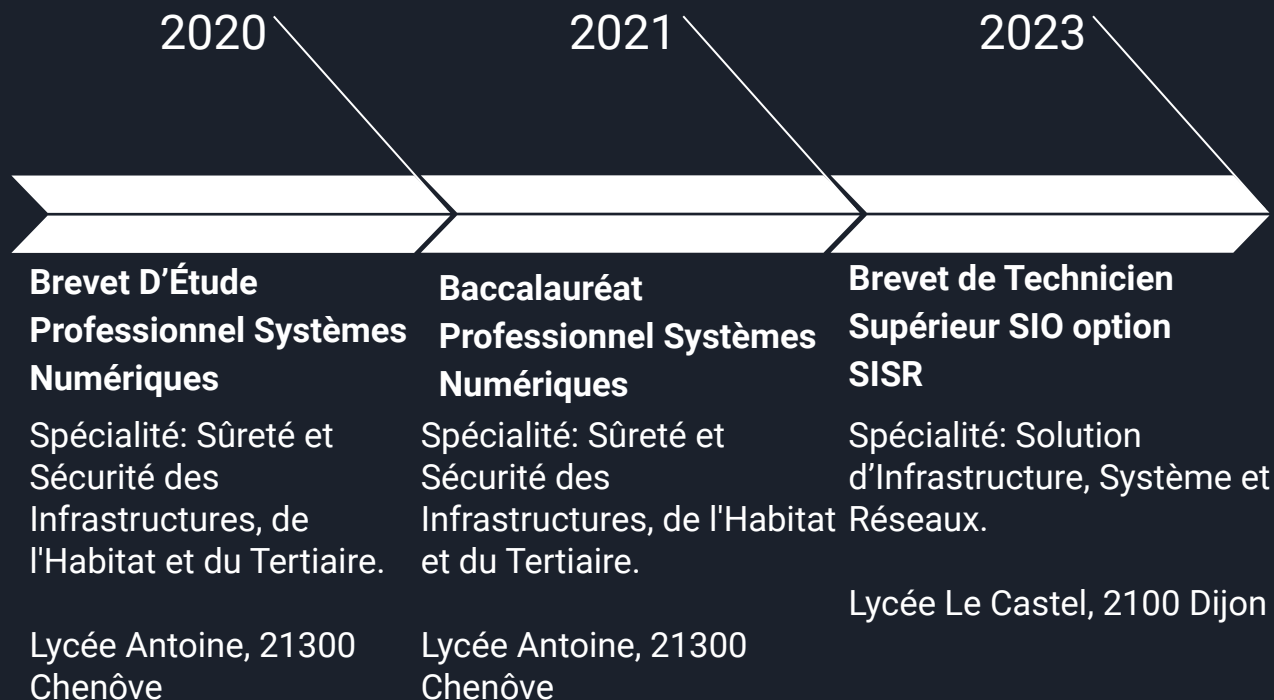 2020
Brevet D’Étude
Professionnel Systèmes
Numériques
Spécialité: Sûreté et
Sécurité des
Infrastructures, de
l'Habitat et du Tertiaire.
Lycée Antoine, 21300
Chenôve
2021
Baccalauréat
Professionnel Systèmes
Numériques
Spécialité: Sûreté et
Sécurité des
Infrastructures, de l'Habitat
et du Tertiaire.
Lycée Antoine, 21300
Chenôve
2023
Brevet de Technicien
Supérieur SIO option
SISR
Spécialité: Solution
d’Infrastructure, Système et
Réseaux.
Lycée Le Castel, 2100 Dijon